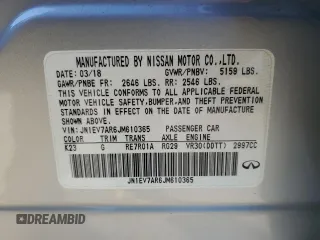 MANUFACTURED BY NISSAN MOTOR CO.,LTD.
DATE: 03/18 GVWR/PNBV: 5159 LBS.
GAWR/PNBE FR: 2646 LBS. RR: 2546 LBS.
THIS VEHICLE CONFORMS TO ALL APPLICABLE
FEDERAL MOTOR VEHICLE SAFETY, BUMPER, AND THEFT PREVENTION
STANDARDS IN EFFECT ON THE DATE OF MANUFACTURE
SHOWN ABOVE.
VIN: JN1EV7AR6JM610365 PASSENGER CAR
COLOR TRIM TRANS AXLE ENGINE
K23 G RE7R01A R029 VR30(DDTT) 2997CC
JN1EV7AR6JM610365
INFINITI
DREAMBID